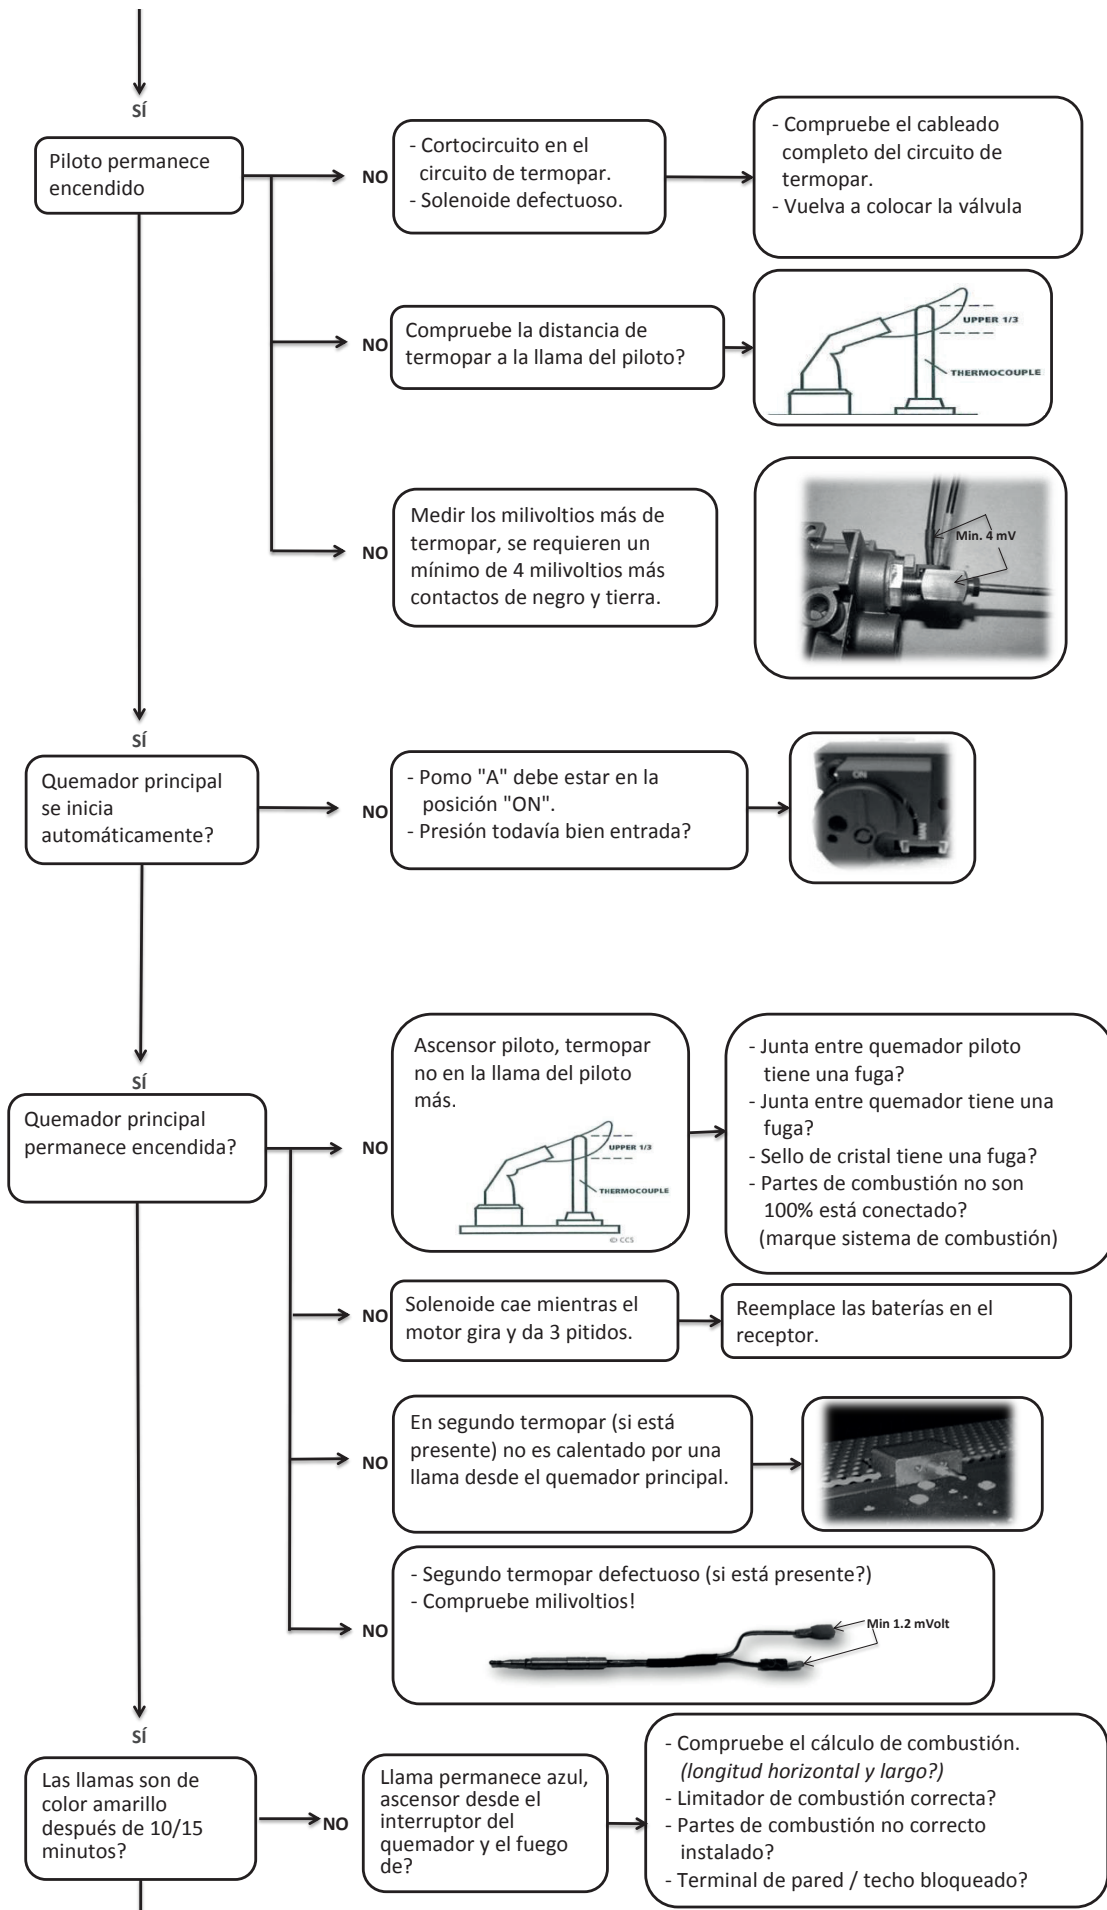 SÍ
Piloto permanece
encendido
NO
- Cortocircuito en el
circuito de termopar.
- Solenoide defectuoso.
- Compruebe el cableado
completo del circuito de
termopar.
- Vuelva a colocar la válvula
NO
Compruebe la distancia de
termopar a la llama del piloto?
UPPER 1/3
THERMOCOUPLE
NO
Medir los milivoltios más de
termopar, se requieren un
mínimo de 4 milivoltios más
contactos de negro y tierra.
Min. 4 mV
SÍ
Quemador principal
se inicia
automáticamente?
NO
- Pomo "A" debe estar en la
posición "ON".
- Presión todavía bien entrada?
ON
SÍ
Quemador principal
permanece encendida?
NO
Ascensor piloto, termopar
no en la llama del piloto
más.
UPPER 1/3
THERMOCOUPLE
© CCS
- Junta entre quemador piloto
tiene una fuga?
- Junta entre quemador tiene una
fuga?
- Sello de cristal tiene una fuga?
- Partes de combustión no son
100% está conectado?
(marque sistema de combustión)
NO
Solenoide cae mientras el
motor gira y da 3 pitidos.
Reemplace las baterías en el
receptor.
NO
En segundo termopar (si está
presente) no es calentado por una
llama desde el quemador principal.
NO
- Segundo termopar defectuoso (si está presente?)
- Compruebe milivoltios!
Min 1.2 mVolt
SÍ
Las llamas son de
color amarillo
después de 10/15
minutos?
NO
Llama permanece azul,
ascensor desde el
interruptor del
quemador y el fuego
de?
- Compruebe el cálculo de combustión.
(longitud horizontal y largo?)
- Limitador de combustión correcta?
- Partes de combustión no correcto
instalado?
- Terminal de pared / techo bloqueado?